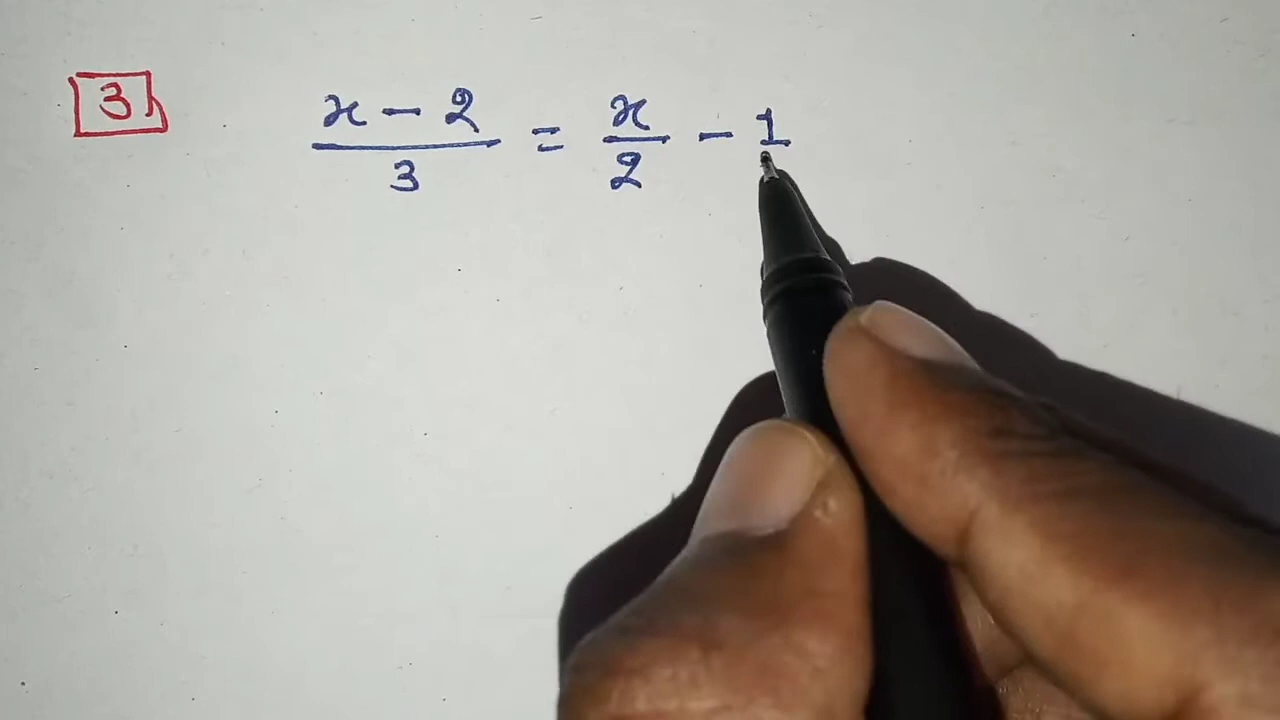 3) (x - 2)/3 = x/2 - 1